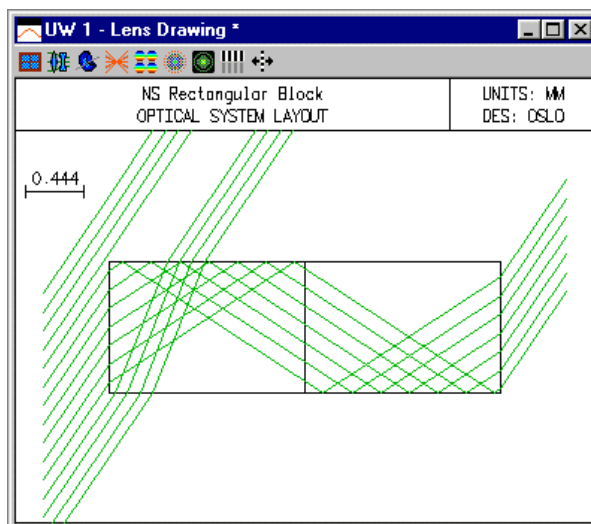 UW 1 - Lens Drawing *
NS Rectangular Block
OPTICAL SYSTEM LAYOUT
UNITS: MM
DES: OSLO
0.444